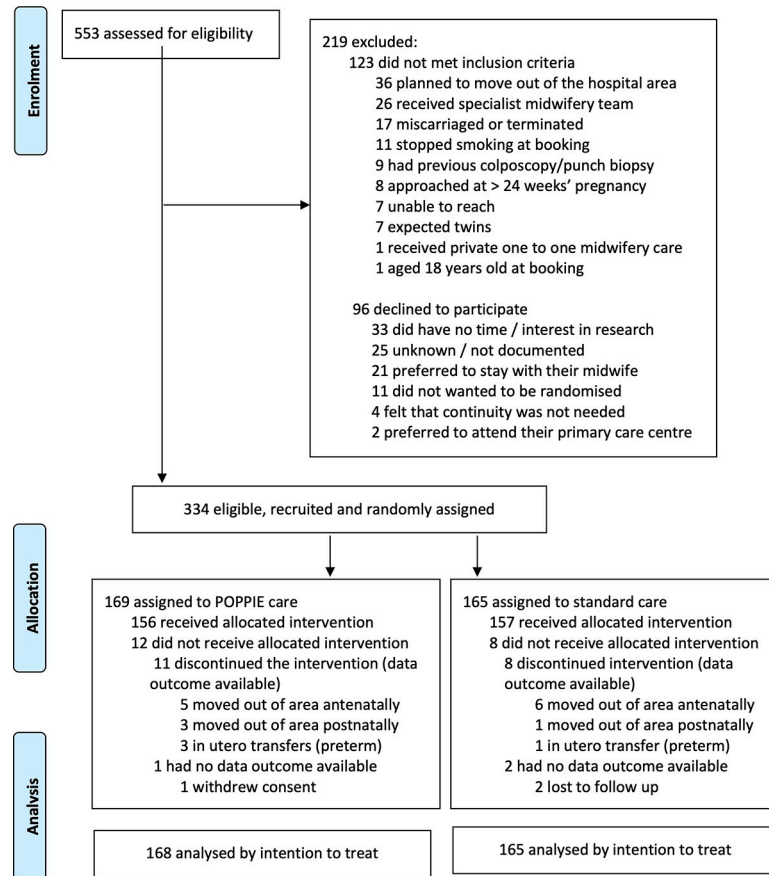 Enrolment
553 assessed for eligibility
219 excluded:
123 did not met inclusion criteria
36 planned to move out of the hospital area
26 received specialist midwifery team
17 miscarriaged or terminated
11 stopped smoking at booking
9 had previous colposcopy/punch biopsy
8 approached at > 24 weeks’ pregnancy
7 unable to reach
7 expected twins
1 received private one to one midwifery care
1 aged 18 years old at booking
96 declined to participate
33 did have no time / interest in research
25 unknown / not documented
21 preferred to stay with their midwife
11 did not wanted to be randomised
4 felt that continuity was not needed
2 preferred to attend their primary care centre
334 eligible, recruited and randomly assigned
Allocation
169 assigned to POPPIE care
156 received allocated intervention
12 did not receive allocated intervention
11 discontinued the intervention (data
outcome available)
5 moved out of area antenatally
3 moved out of area postnatally
3 in utero transfers (preterm)
1 had no data outcome available
1 withdrew consent
165 assigned to standard care
157 received allocated intervention
8 did not receive allocated intervention
8 discontinued intervention (data
outcome available)
6 moved out of area antenatally
1 moved out of area postnatally
1 in utero transfer (preterm)
2 had no data outcome available
2 lost to follow up
Analysis
168 analysed by intention to treat
165 analysed by intention to treat